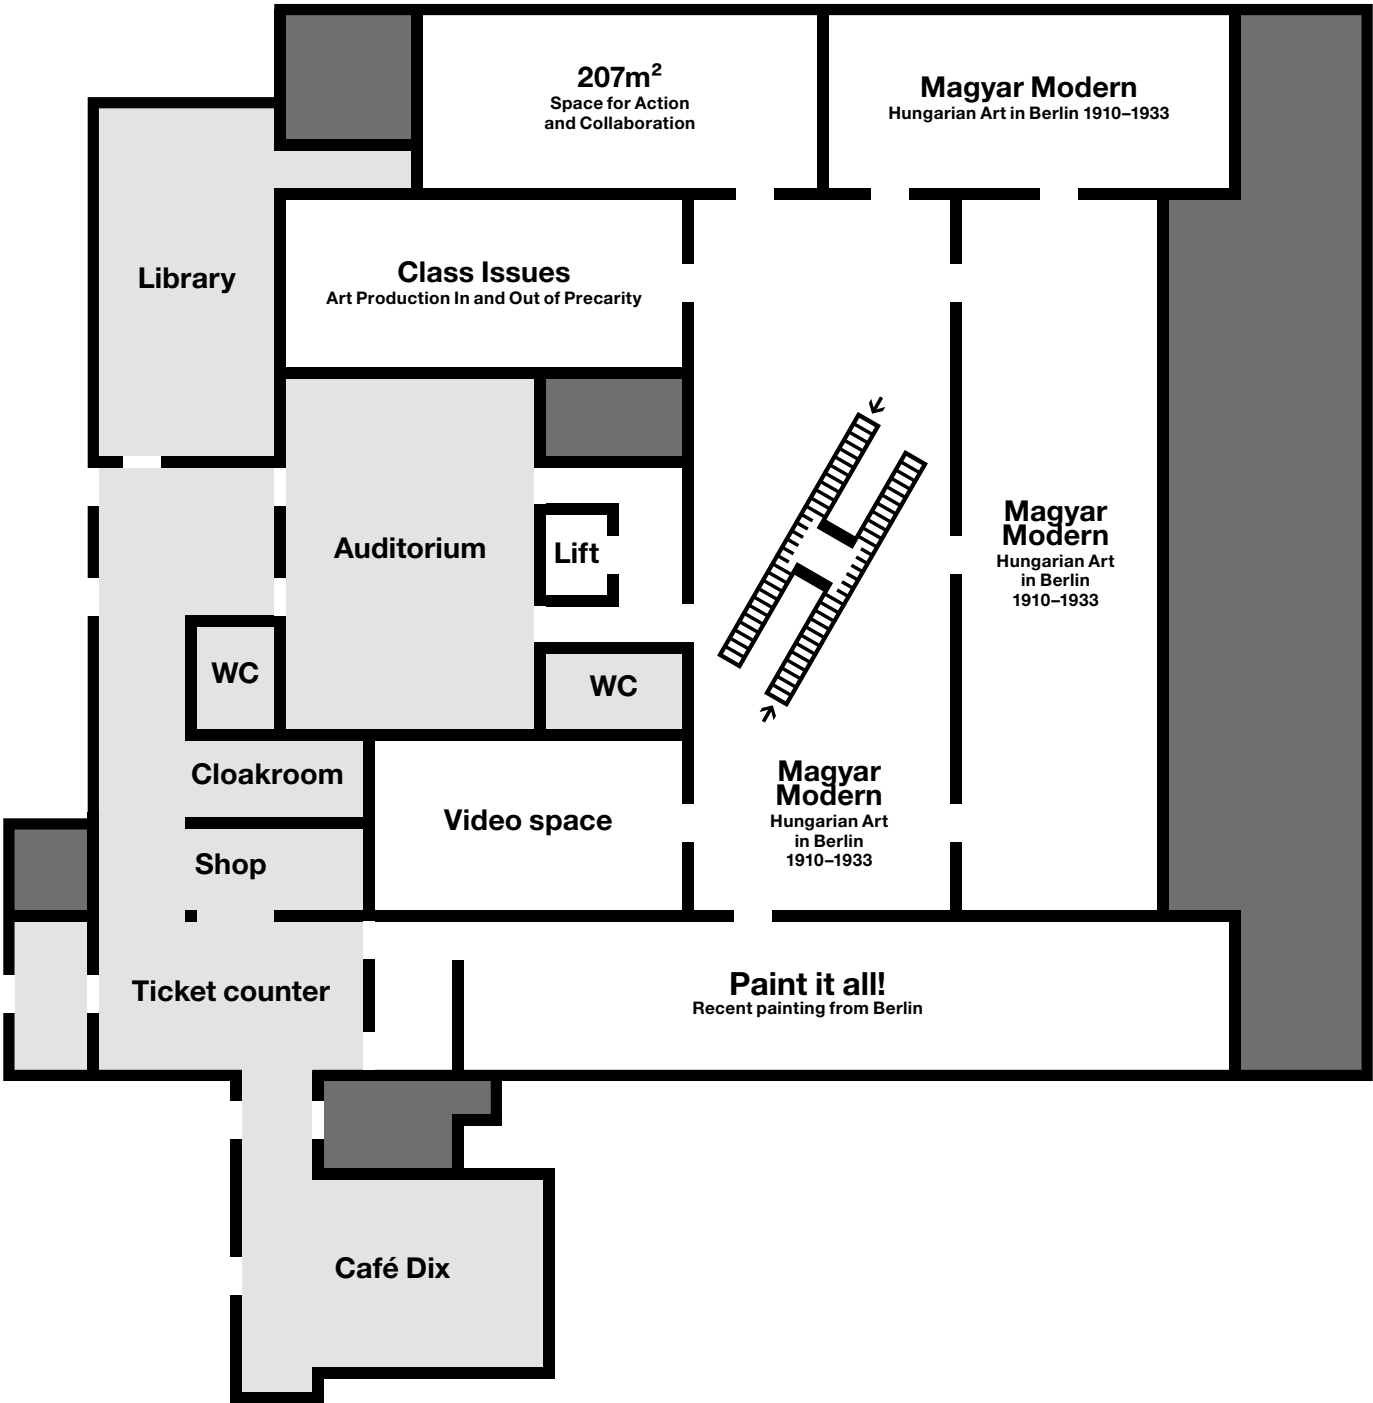 207m²
Space for Action
and Collaboration
Magyar Modern
Hungarian Art in Berlin 1910–1933
Library
Class Issues
Art Production In and Out of Precarity
Auditorium
Lift
Magyar
Modern
Hungarian Art
in Berlin
1910–1933
WC
WC
Cloakroom
Video space
Magyar
Modern
Hungarian Art
in Berlin
1910–1933
Shop
Ticket counter
Paint it all!
Recent painting from Berlin
Café Dix